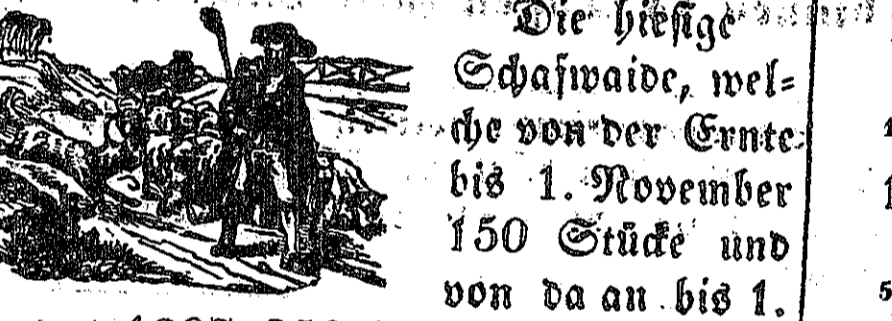 Die hiesige
Schafwaide, wel=
che von der Ernte
bis 1. November
150 Stücke und
von da an bis 1.